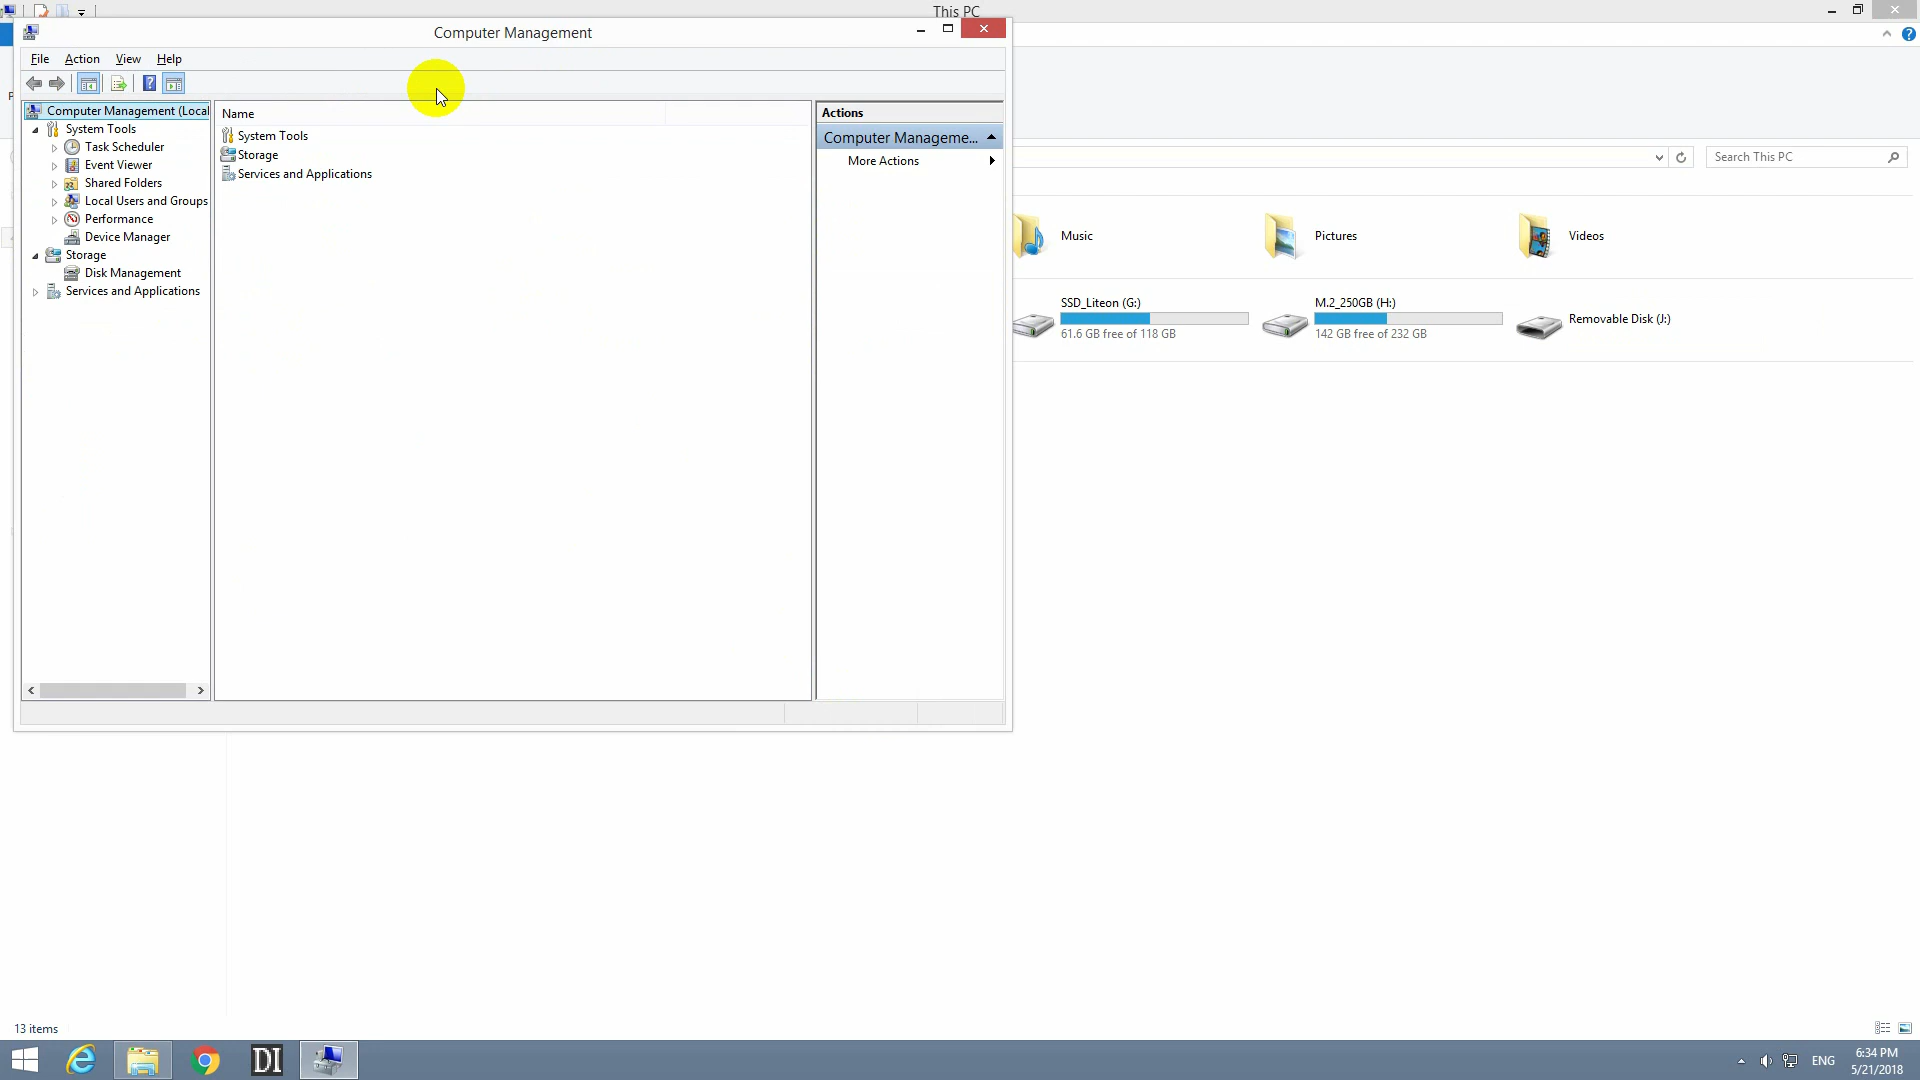 This PC
Computer Management
File Action View Help
Computer Management (Local
System Tools
Task Scheduler
Event Viewer
Shared Folders
Local Users and Groups
Performance
Device Manager
Storage
Disk Management
Services and Applications
Name
System Tools
Storage
Services and Applications
Actions
Computer Manageme...
More Actions
Search This PC
Music
Pictures
Videos
SSD_Liteon (G:)
61.6 GB free of 118 GB
M.2_250GB (H:)
142 GB free of 232 GB
Removable Disk (J:)
13 items
DI
ENG
6:34 PM
5/21/2018